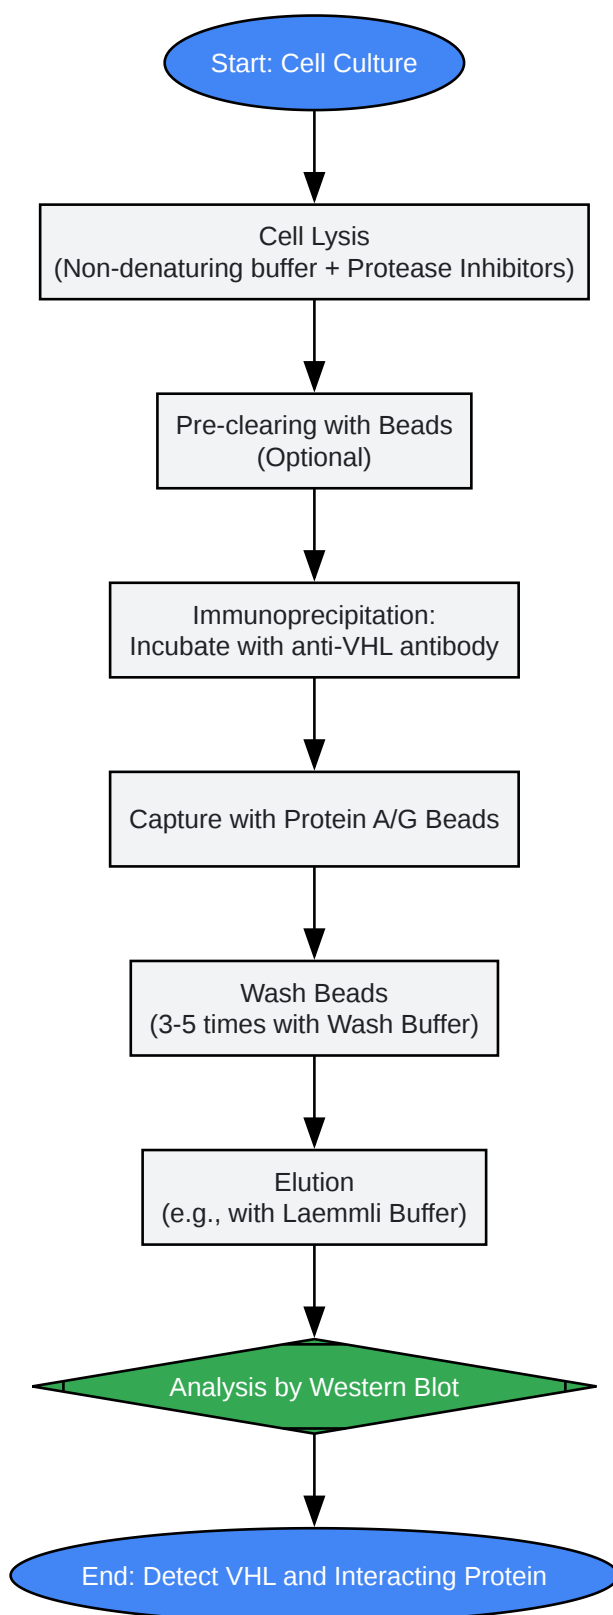 Start: Cell Culture
Cell Lysis
(Non-denaturing buffer + Protease Inhibitors)
Pre-clearing with Beads
(Optional)
Immunoprecipitation:
Incubate with anti-VHL antibody
Capture with Protein A/G Beads
Wash Beads
(3-5 times with Wash Buffer)
Elution
(e.g., with Laemmli Buffer)
Analysis by Western Blot
End: Detect VHL and Interacting Protein